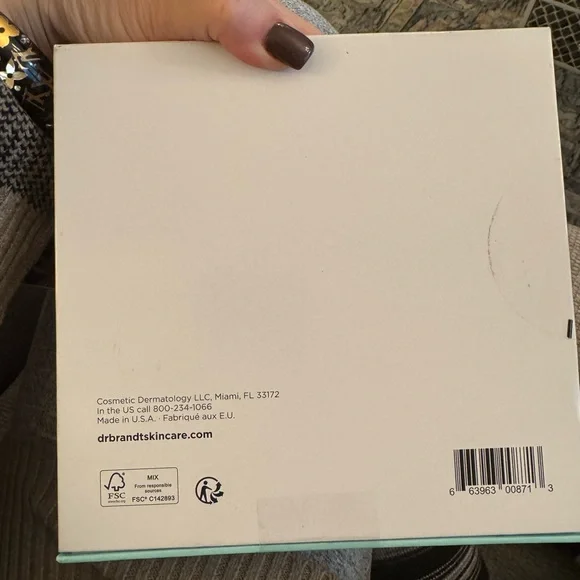 Cosmetic Dermatology LLC, Miami, FL 33172
In the US call 800-234-1066
Made in U.S.A. · Fabriqué aux E.U.
drbrandtskincare.com
FSC
MIX
From responsible
sources
FSC® C142893
6 63963 00871 3